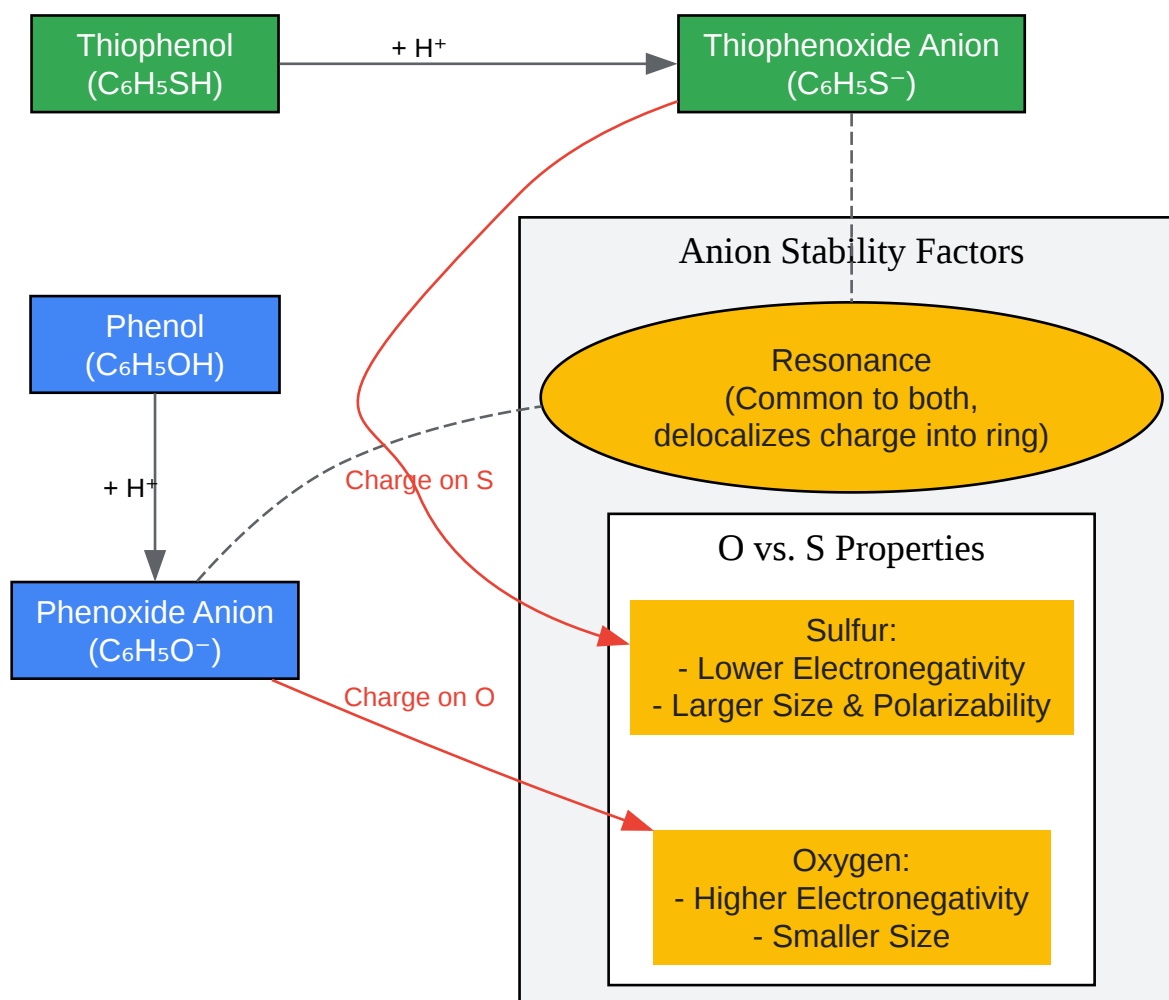 Thiophenol
(C₆H₅SH)
+ H⁺
Thiophenoxide Anion
(C₆H₅S⁻)
Anion Stability Factors
Phenol
(C₆H₅OH)
Resonance
(Common to both,
delocalizes charge into ring)
+ H⁺
Charge on S
O vs. S Properties
Phenoxide Anion
(C₆H₅O⁻)
Sulfur:
- Lower Electronegativity
- Larger Size & Polarizability
Charge on O
Oxygen:
- Higher Electronegativity
- Smaller Size